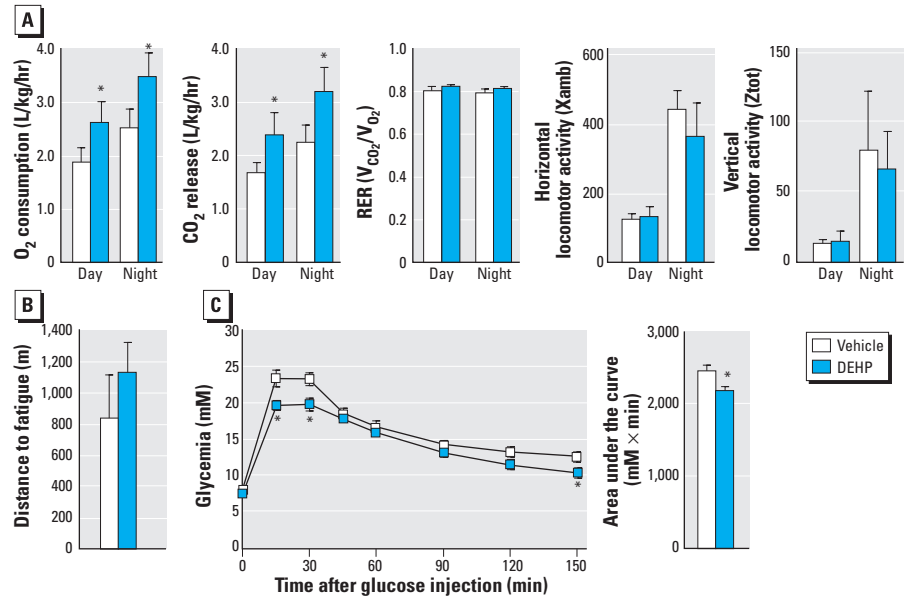 A
O2 consumption (L/kg/hr)
4.0
3.0
2.0
1.0
0
*
*
Day Night
CO2 release (L/kg/hr)
4.0
3.0
2.0
1.0
0
*
*
Day Night
RER (VCO2/VO2)
1.0
0.8
0.6
0.4
0.2
0
Day Night
Horizontal
locomotor activity (Xamb)
600
400
200
0
Day Night
Vertical
locomotor activity (Ztot)
150
100
50
0
Day Night
B
Distance to fatigue (m)
1,400
1,200
1,000
800
600
400
200
0
C
Glycemia (mM)
30
25
20
15
10
5
0
*
*
*
0 30 60 90 120 150
Time after glucose injection (min)
Area under the curve
(mM × min)
3,000
2,000
1,000
0
*
Vehicle
DEHP